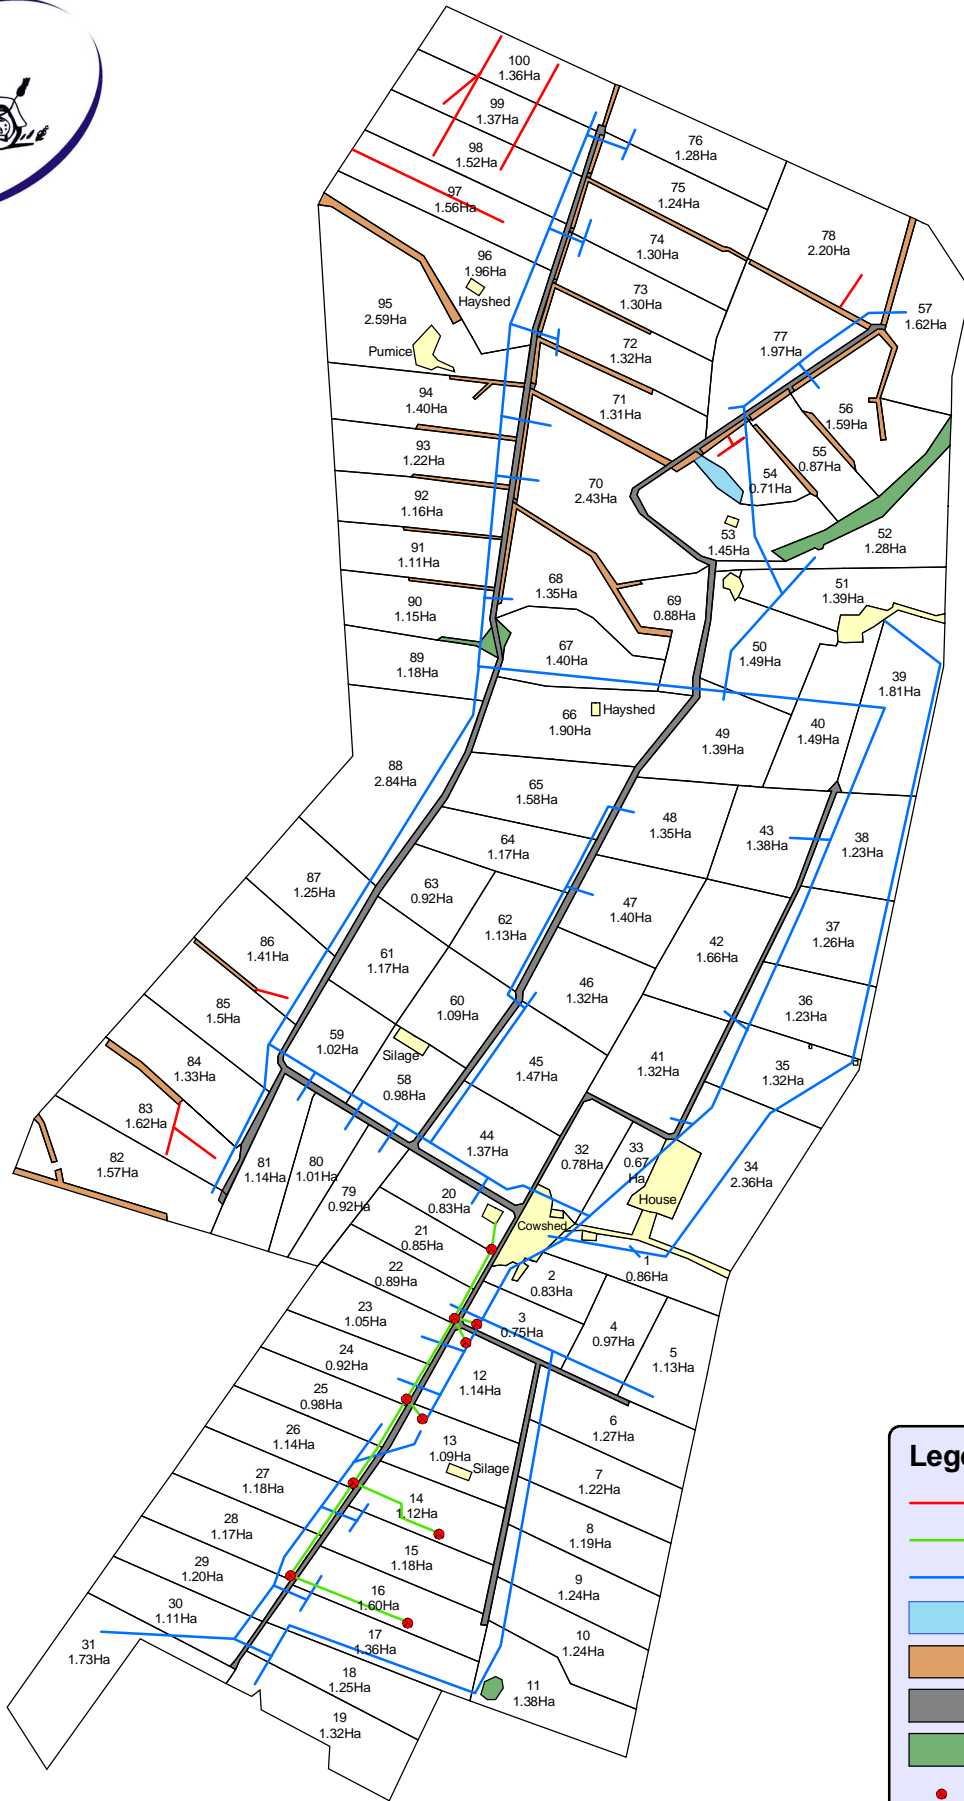 100
1.36Ha
99
1.37Ha
98
1.52Ha
97
1.56Ha
96
1.96Ha
Hayshed
95
2.59Ha
Pumice
76
1.28Ha
75
1.24Ha
74
1.30Ha
73
1.30Ha
72
1.32Ha
71
1.31Ha
78
2.20Ha
57
1.62Ha
77
1.97Ha
56
1.59Ha
55
0.87Ha
54
0.71Ha
53
1.45Ha
52
1.28Ha
94
1.40Ha
93
1.22Ha
92
1.16Ha
91
1.11Ha
90
1.15Ha
89
1.18Ha
70
2.43Ha
68
1.35Ha
69
0.88Ha
67
1.40Ha
51
1.39Ha
50
1.49Ha
39
1.81Ha
40
1.49Ha
49
1.39Ha
66
1.90Ha
Hayshed
88
2.84Ha
65
1.58Ha
64
1.17Ha
48
1.35Ha
43
1.38Ha
38
1.23Ha
87
1.25Ha
63
0.92Ha
62
1.13Ha
47
1.40Ha
42
1.66Ha
37
1.26Ha
86
1.41Ha
61
1.17Ha
60
1.09Ha
46
1.32Ha
36
1.23Ha
85
1.5Ha
59
1.02Ha
Silage
58
0.98Ha
45
1.47Ha
41
1.32Ha
35
1.32Ha
84
1.33Ha
83
1.62Ha
82
1.57Ha
81
1.14Ha
80
1.01Ha
79
0.92Ha
44
1.37Ha
32
0.78Ha
33
0.67
Ha
34
2.36Ha
House
20
0.83Ha
Cowshed
21
0.85Ha
22
0.89Ha
1
0.86Ha
2
0.83Ha
3
0.75Ha
4
0.97Ha
5
1.13Ha
23
1.05Ha
24
0.92Ha
25
0.98Ha
12
1.14Ha
6
1.27Ha
26
1.14Ha
13
1.09Ha
Silage
7
1.22Ha
27
1.18Ha
14
1.12Ha
8
1.19Ha
28
1.17Ha
15
1.18Ha
9
1.24Ha
29
1.20Ha
16
1.60Ha
30
1.11Ha
10
1.24Ha
31
1.73Ha
17
1.36Ha
18
1.25Ha
11
1.38Ha
19
1.32Ha
Lege